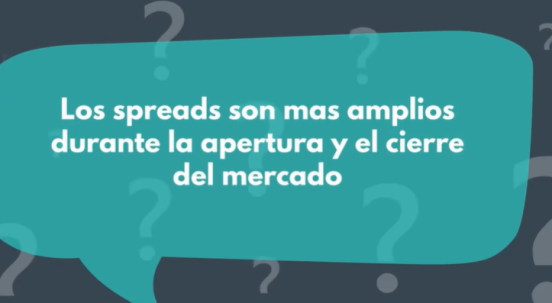 Los spreads son mas amplios
durante la apertura y el cierre
del mercado